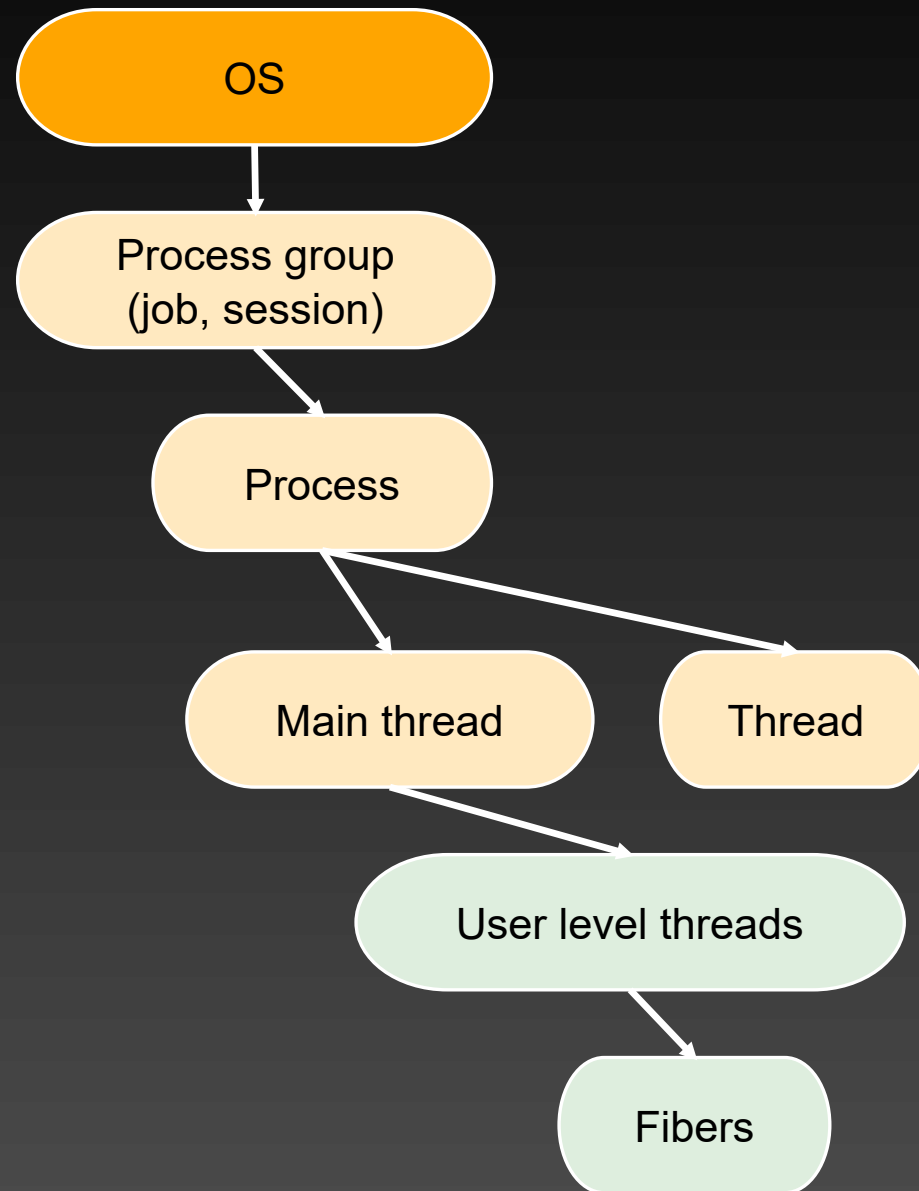 OS
Process group
(job, session)
Process
Main thread
Thread
User level threads
Fibers